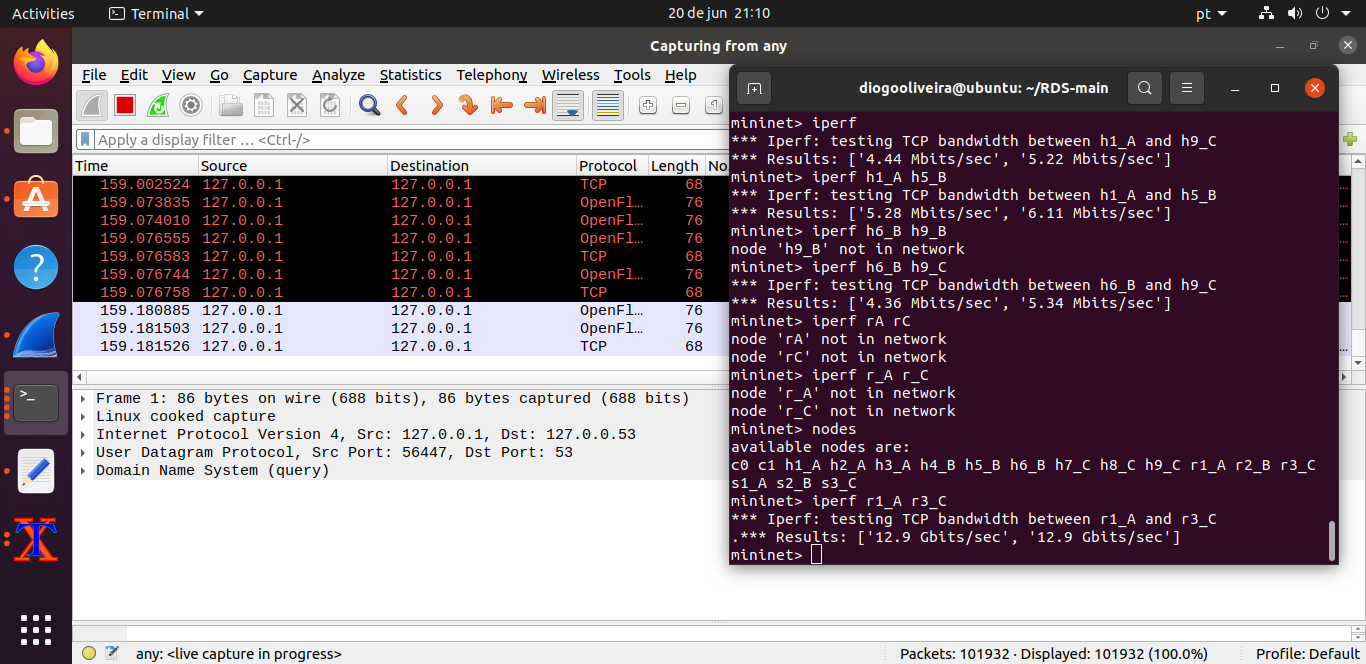 Activities
Terminal
20 de jun 21:10
pt
Capturing from any
File Edit View Go Capture Analyze Statistics Telephony Wireless Tools Help
Apply a display filter … <Ctrl-/>
Time Source Destination Protocol Length No
159.002524 127.0.0.1 127.0.0.1 TCP 68
159.073835 127.0.0.1 127.0.0.1 OpenFl… 76
159.074010 127.0.0.1 127.0.0.1 OpenFl… 76
159.076555 127.0.0.1 127.0.0.1 OpenFl… 76
159.076583 127.0.0.1 127.0.0.1 TCP 68
159.076744 127.0.0.1 127.0.0.1 OpenFl… 76
159.076758 127.0.0.1 127.0.0.1 TCP 68
159.180885 127.0.0.1 127.0.0.1 OpenFl… 76
159.181503 127.0.0.1 127.0.0.1 OpenFl… 76
159.181526 127.0.0.1 127.0.0.1 TCP 68
Frame 1: 86 bytes on wire (688 bits), 86 bytes captured (688 bits)
Linux cooked capture
Internet Protocol Version 4, Src: 127.0.0.1, Dst: 127.0.0.53
User Datagram Protocol, Src Port: 56447, Dst Port: 53
Domain Name System (query)
diogooliveira@ubuntu: ~/RDS-main
mininet> iperf
*** Iperf: testing TCP bandwidth between h1_A and h9_C
*** Results: ['4.44 Mbits/sec', '5.22 Mbits/sec']
mininet> iperf h1_A h5_B
*** Iperf: testing TCP bandwidth between h1_A and h5_B
*** Results: ['5.28 Mbits/sec', '6.11 Mbits/sec']
mininet> iperf h6_B h9_B
node 'h9_B' not in network
mininet> iperf h6_B h9_C
*** Iperf: testing TCP bandwidth between h6_B and h9_C
*** Results: ['4.36 Mbits/sec', '5.34 Mbits/sec']
mininet> iperf rA rC
node 'rA' not in network
node 'rC' not in network
mininet> iperf r_A r_C
node 'r_A' not in network
node 'r_C' not in network
mininet> nodes
available nodes are:
c0 c1 h1_A h2_A h3_A h4_B h5_B h6_B h7_C h8_C h9_C r1_A r2_B r3_C
s1_A s2_B s3_C
mininet> iperf r1_A r3_C
*** Iperf: testing TCP bandwidth between r1_A and r3_C
.*** Results: ['12.9 Gbits/sec', '12.9 Gbits/sec']
mininet>
any: <live capture in progress>
Packets: 101932 · Displayed: 101932 (100.0%)
Profile: Default